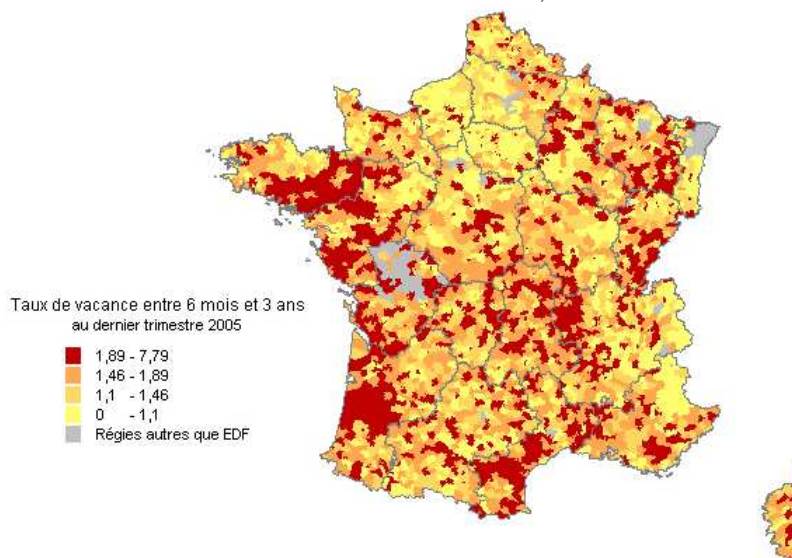 Taux de vacance entre 6 mois et 3 ans
au dernier trimestre 2005
1,89 - 7,79
1,46 - 1,89
1,1 - 1,46
0 - 1,1
Régies autres que EDF